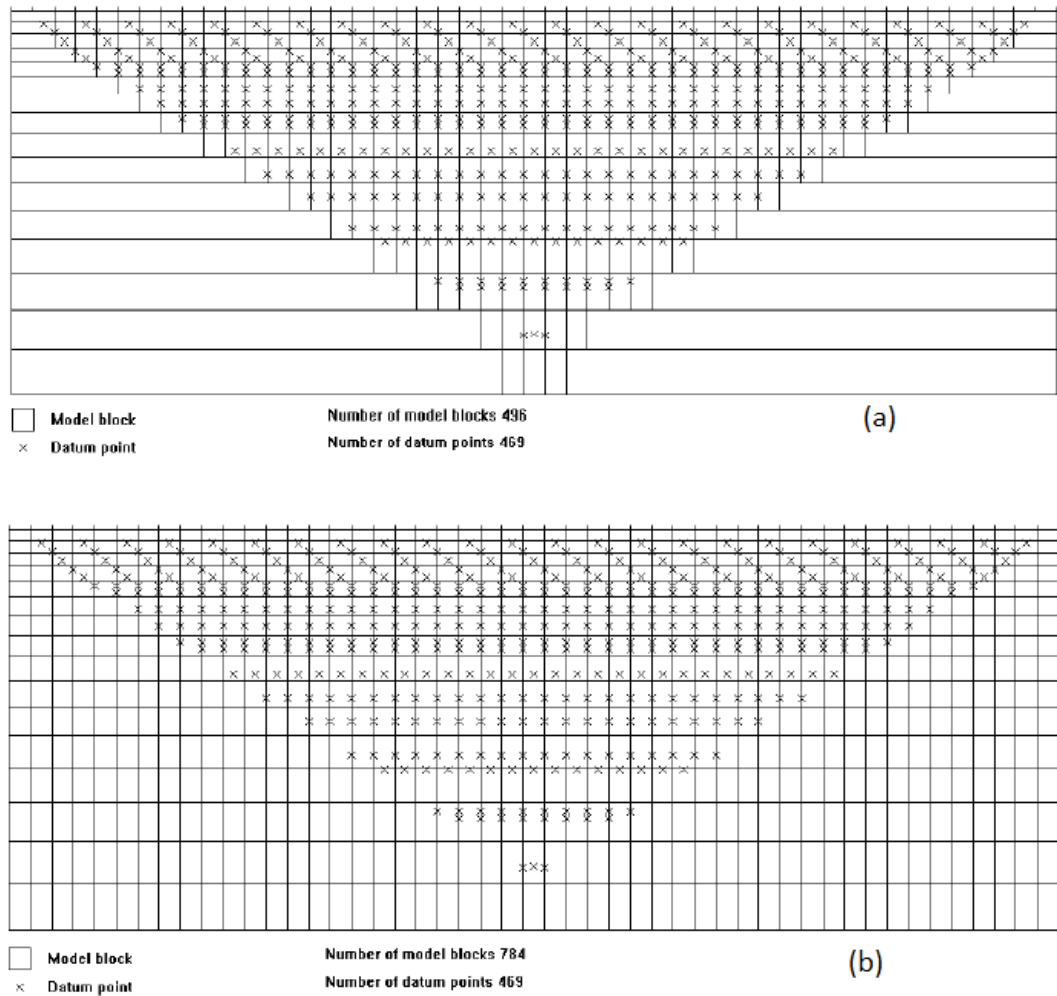 Model block
Number of model blocks 496
(a)
× Datum point
Number of datum points 469
Model block
Number of model blocks 784
(b)
× Datum point
Number of datum points 469